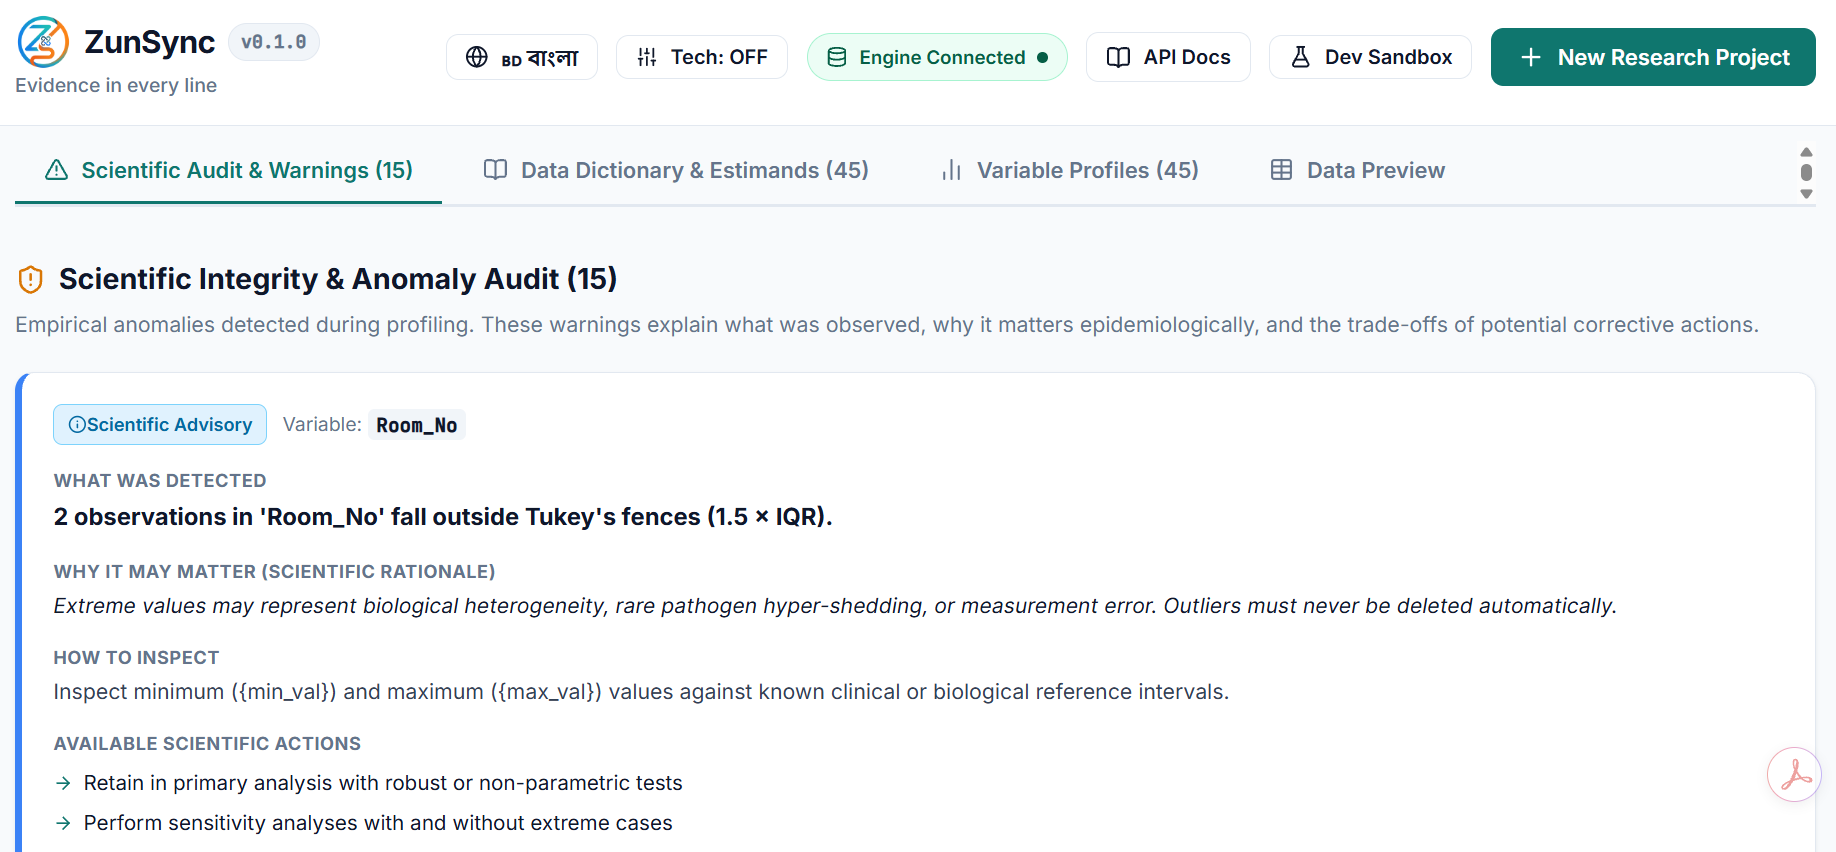 ZunSync v0.1.0
Evidence in every line
BD বাংলা
Tech: OFF
Engine Connected
API Docs
Dev Sandbox
New Research Project
Scientific Audit & Warnings (15)
Data Dictionary & Estimands (45)
Variable Profiles (45)
Data Preview
Scientific Integrity & Anomaly Audit (15)
Empirical anomalies detected during profiling. These warnings explain what was observed, why it matters epidemiologically, and the trade-offs of potential corrective actions.
Scientific Advisory Variable: Room_No
WHAT WAS DETECTED
2 observations in 'Room_No' fall outside Tukey's fences (1.5 × IQR).
WHY IT MAY MATTER (SCIENTIFIC RATIONALE)
Extreme values may represent biological heterogeneity, rare pathogen hyper-shedding, or measurement error. Outliers must never be deleted automatically.
HOW TO INSPECT
Inspect minimum ({min_val}) and maximum ({max_val}) values against known clinical or biological reference intervals.
AVAILABLE SCIENTIFIC ACTIONS
→ Retain in primary analysis with robust or non-parametric tests
→ Perform sensitivity analyses with and without extreme cases